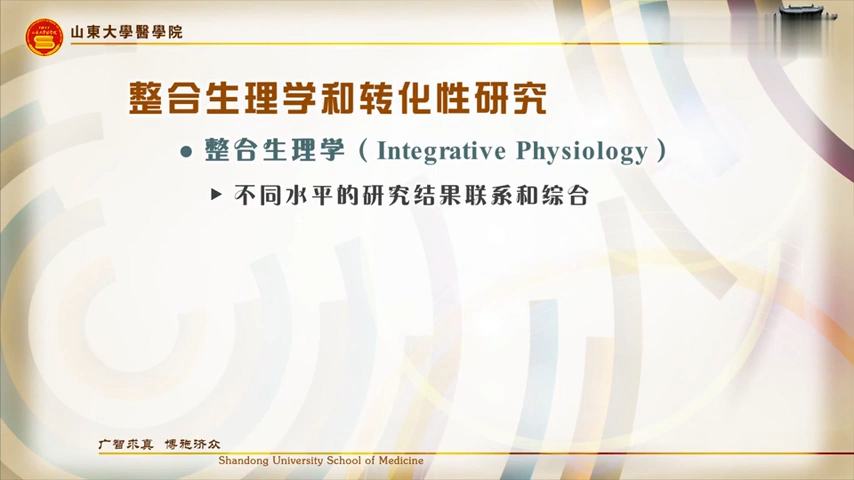 山東大學醫學院
整合生理学和转化性研究
● 整合生理学（Integrative Physiology）
▶ 不同水平的研究结果联系和综合
广智求真 博施济众
Shandong University School of Medicine